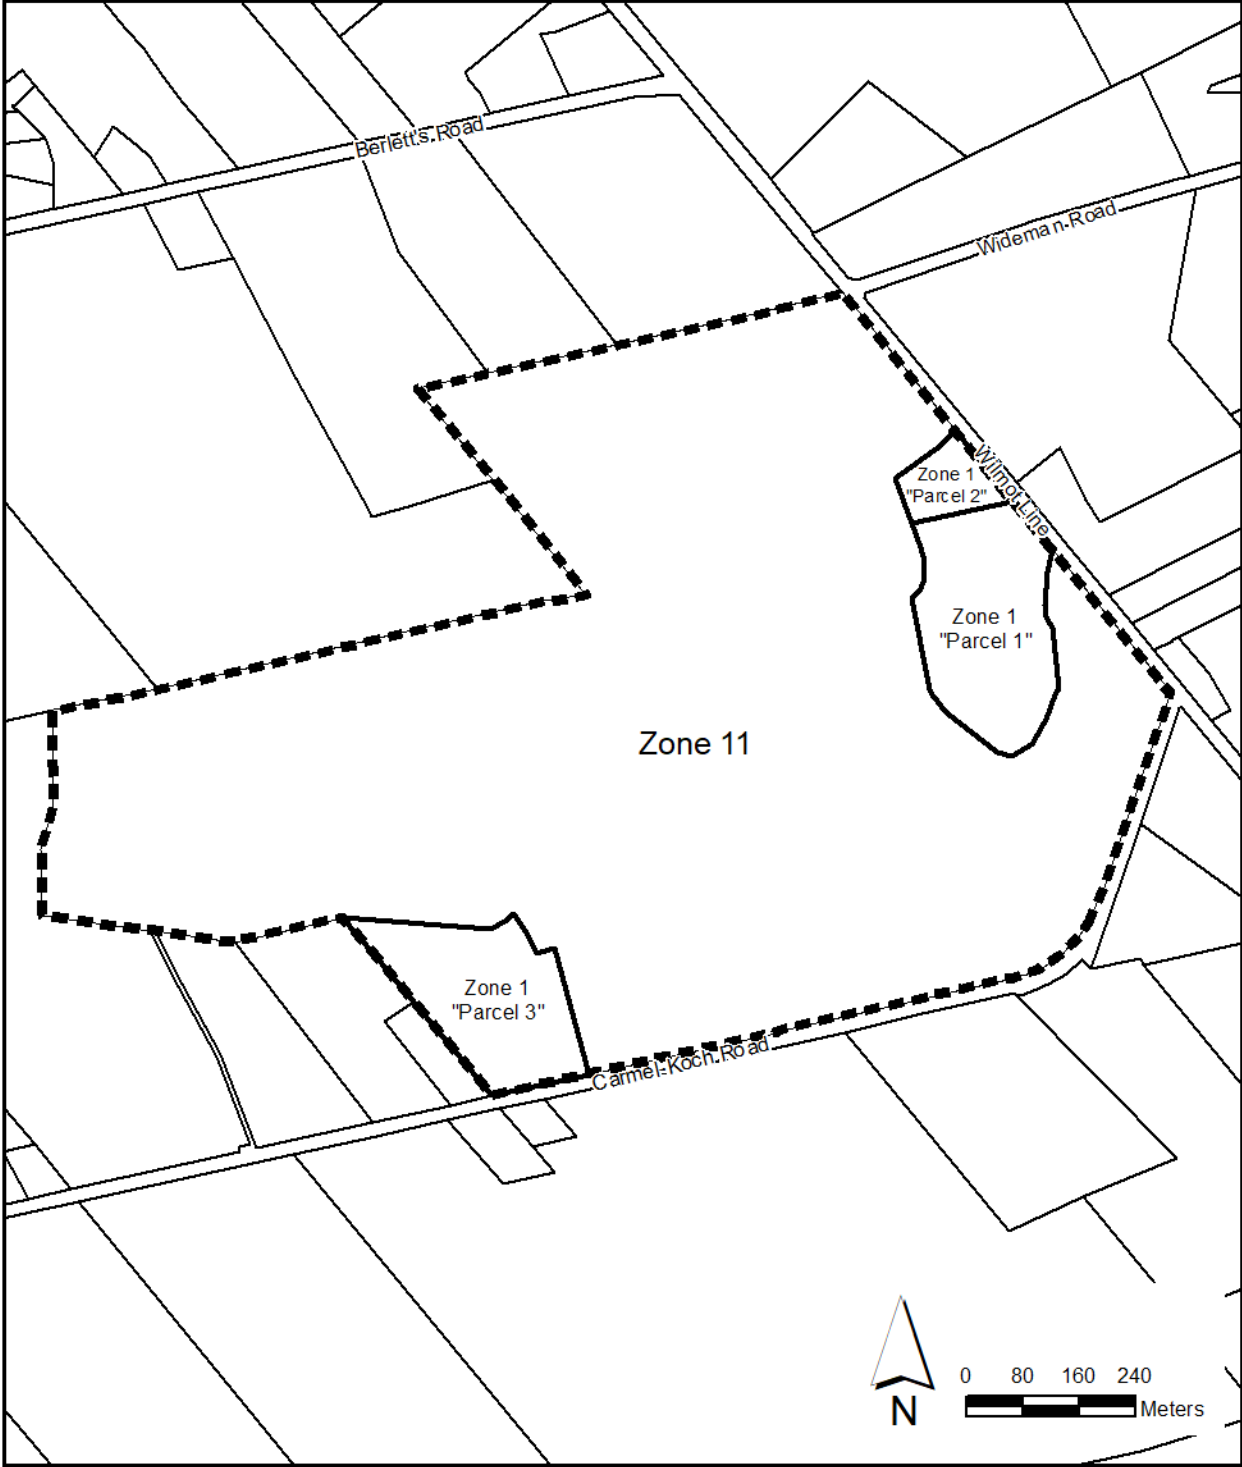 Berlett's Road
Wideman Road
Wilmot Line
Zone 1
"Parcel 2"
Zone 1
"Parcel 1"
Zone 11
Zone 1
"Parcel 3"
Carmel-Koch Road
0 80 160 240
Meters
N